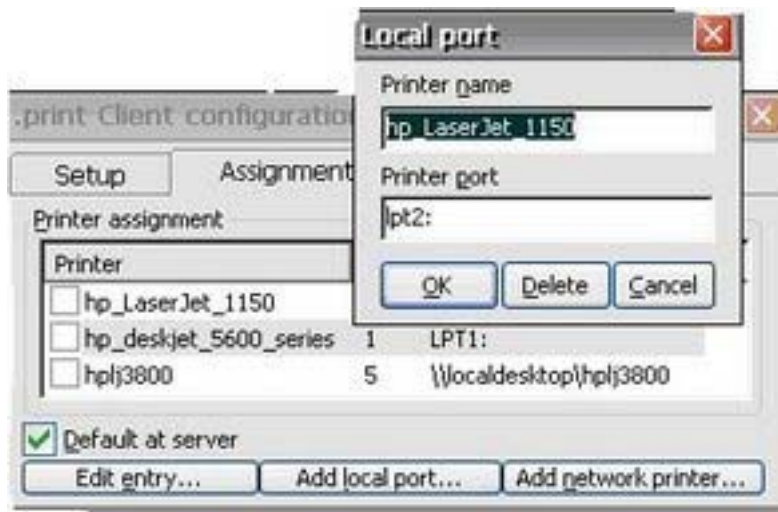 Local port
Printer name
hp_LaserJet_1150
Printer port
lpt2:
OK Delete Cancel
.print Client configuratio
Setup Assignment
Printer assignment
Printer
hp_LaserJet_1150
hp_deskjet_5600_series 1 LPT1:
hplj3800 5 \\localdesktop\hplj3800
Default at server
Edit entry... Add local port... Add network printer...